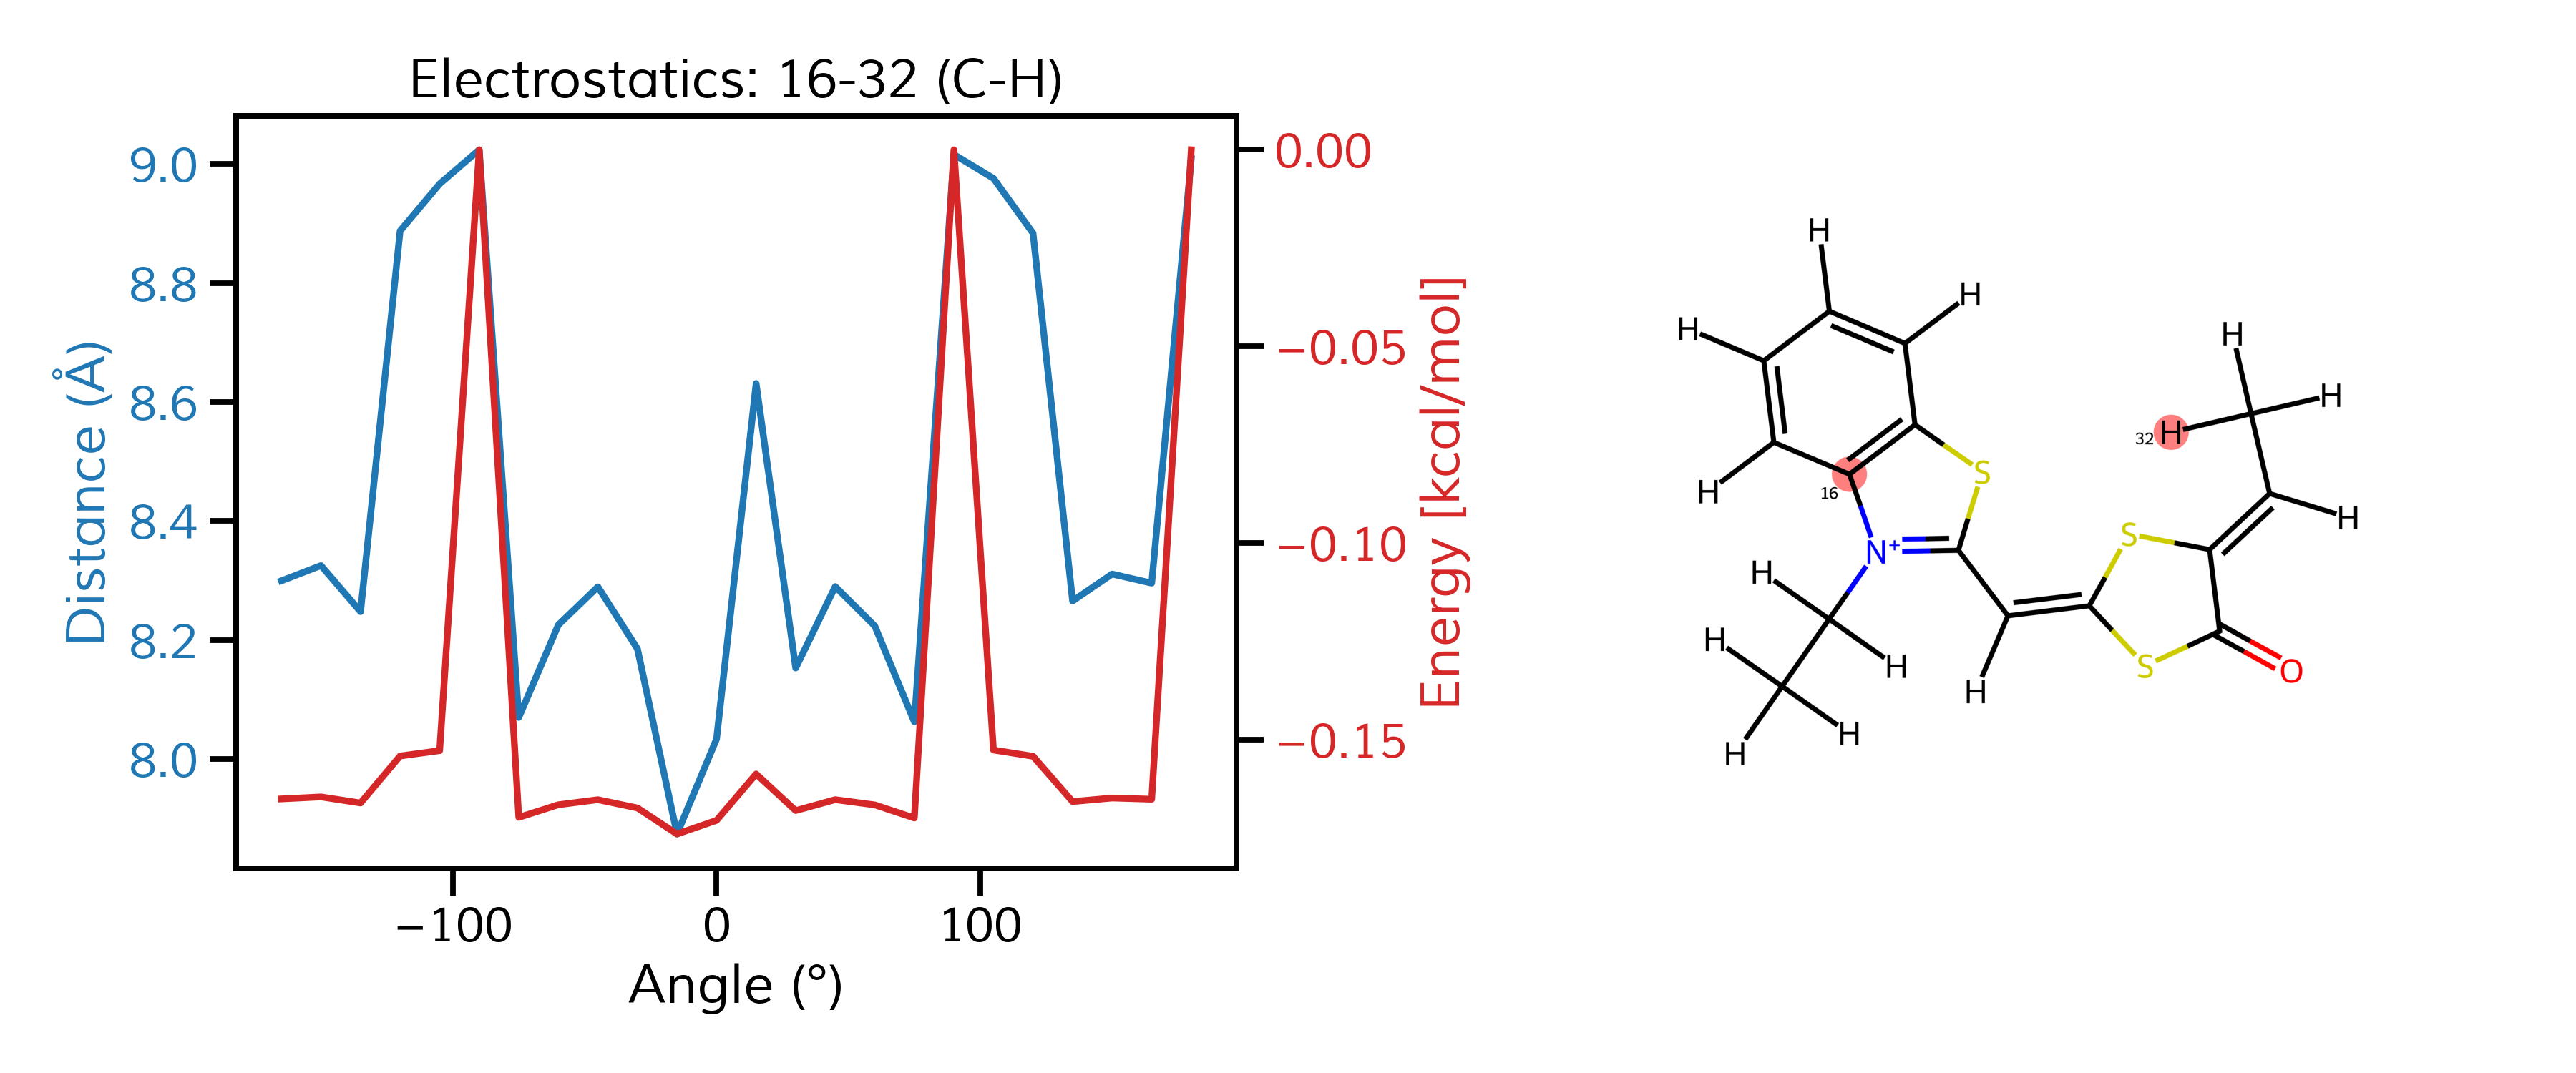 Electrostatics: 16-32 (C-H)
9.0
8.8
8.6
8.4
8.2
8.0
Distance (Å)
0.00
−0.05
−0.10
−0.15
Energy [kcal/mol]
−100
0
100
Angle (°)
H
H
H
H
H
H
32
H
S
16
H
H
N⁺
S
H
H
H
S
O
H
H
H